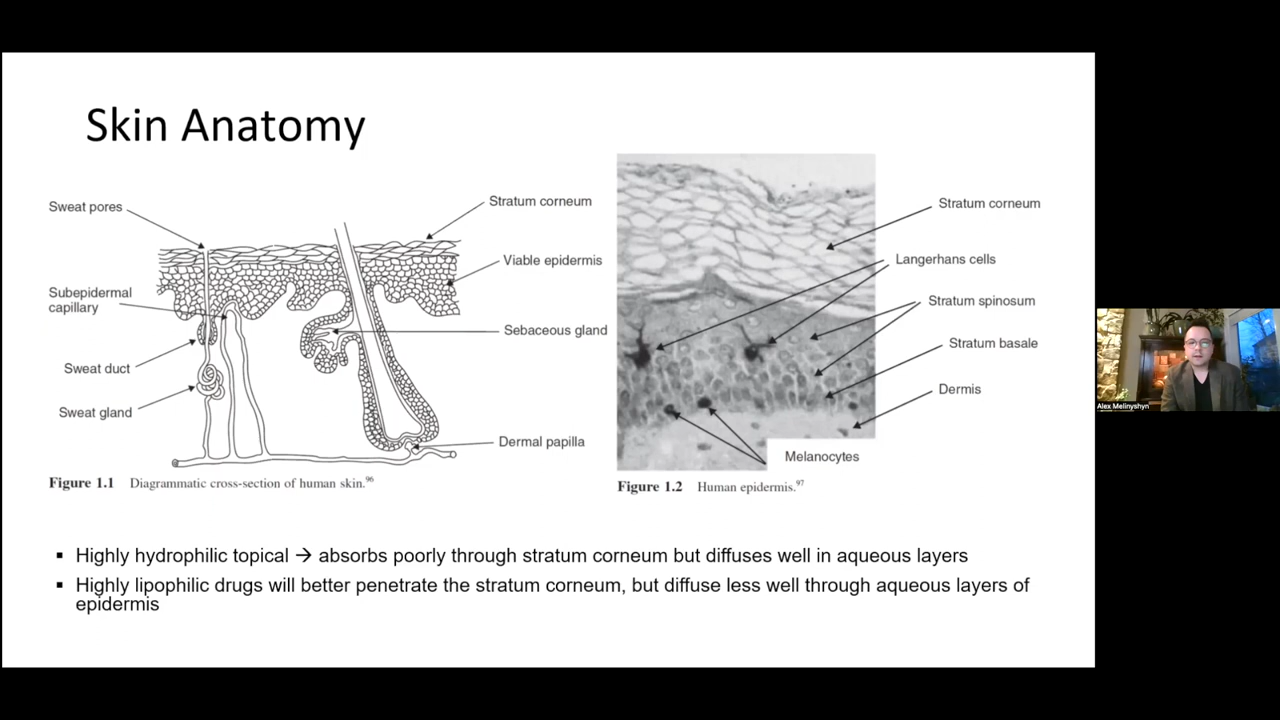 Skin Anatomy
Sweat pores
Subepidermal
capillary
Sweat duct
Sweat gland
Stratum corneum
Viable epidermis
Sebaceous gland
Dermal papilla
Figure 1.1 Diagrammatic cross-section of human skin.96
Stratum corneum
Langerhans cells
Stratum spinosum
Stratum basale
Dermis
Melanocytes
Figure 1.2 Human epidermis.97
▪ Highly hydrophilic topical → absorbs poorly through stratum corneum but diffuses well in aqueous layers
▪ Highly lipophilic drugs will better penetrate the stratum corneum, but diffuse less well through aqueous layers of
epidermis
Alex Melinyshyn